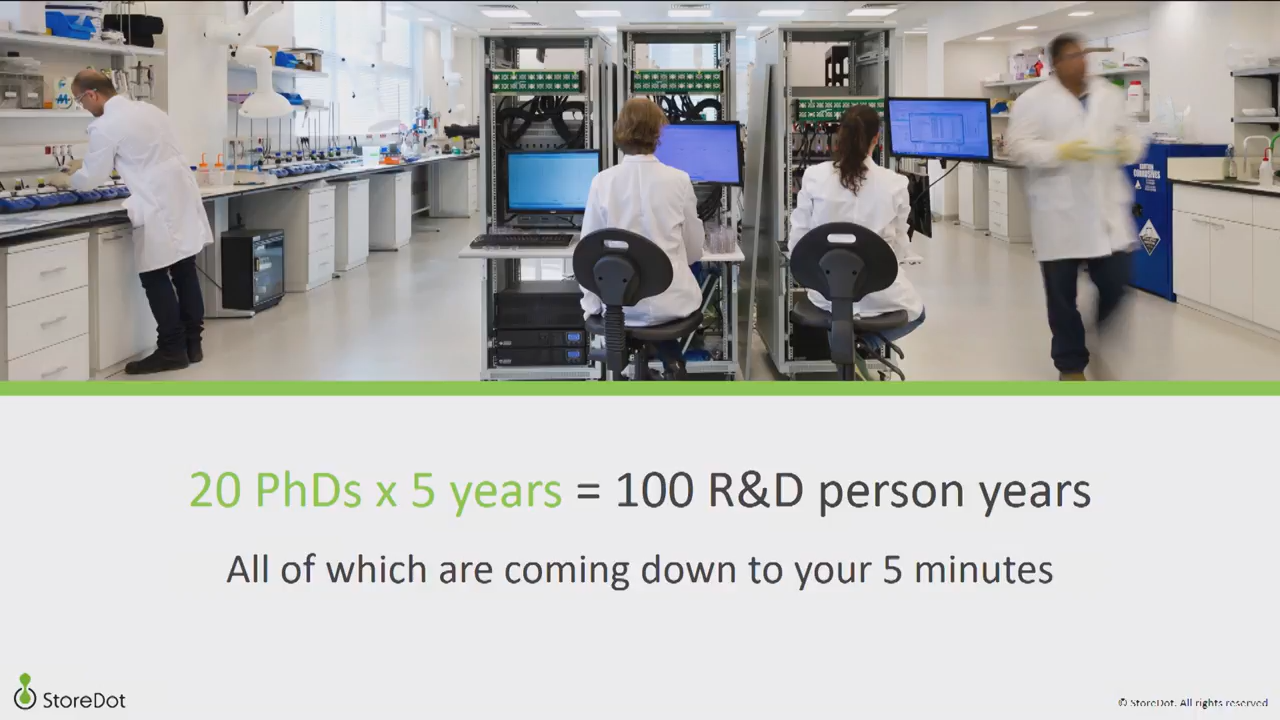 CORROSIVES
20 PhDs x 5 years = 100 R&D person years
All of which are coming down to your 5 minutes
StoreDot
© StoreDot. All rights reserved